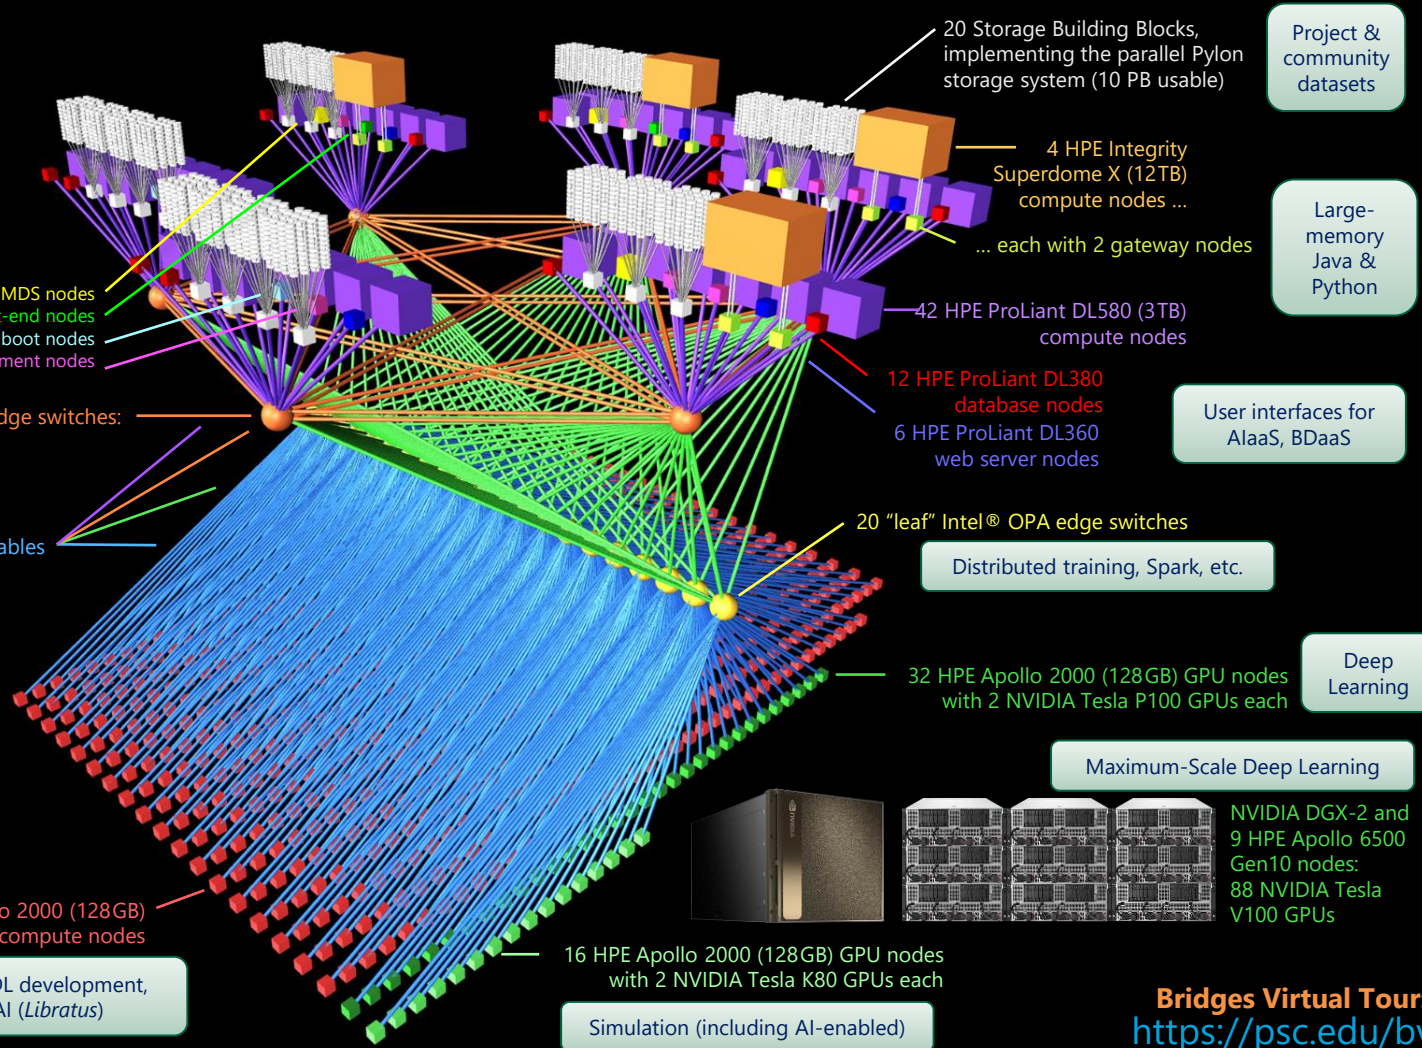 20 Storage Building Blocks,
implementing the parallel Pylon
storage system (10 PB usable)
Project &
community
datasets
4 HPE Integrity
Superdome X (12TB)
compute nodes ...
... each with 2 gateway nodes
Large-
memory
Java &
Python
MDS nodes
-end nodes
boot nodes
ment nodes
42 HPE ProLiant DL580 (3TB)
compute nodes
12 HPE ProLiant DL380
database nodes
6 HPE ProLiant DL360
web server nodes
User interfaces for
AIaaS, BDaaS
dge switches:
ables
20 “leaf” Intel® OPA edge switches
Distributed training, Spark, etc.
32 HPE Apollo 2000 (128GB) GPU nodes
with 2 NVIDIA Tesla P100 GPUs each
Deep
Learning
Maximum-Scale Deep Learning
NVIDIA DGX-2 and
9 HPE Apollo 6500
Gen10 nodes:
88 NVIDIA Tesla
V100 GPUs
o 2000 (128GB)
compute nodes
16 HPE Apollo 2000 (128GB) GPU nodes
with 2 NVIDIA Tesla K80 GPUs each
DL development,
AI (Libratus)
Simulation (including AI-enabled)
Bridges Virtual Tour:
https://psc.edu/bv